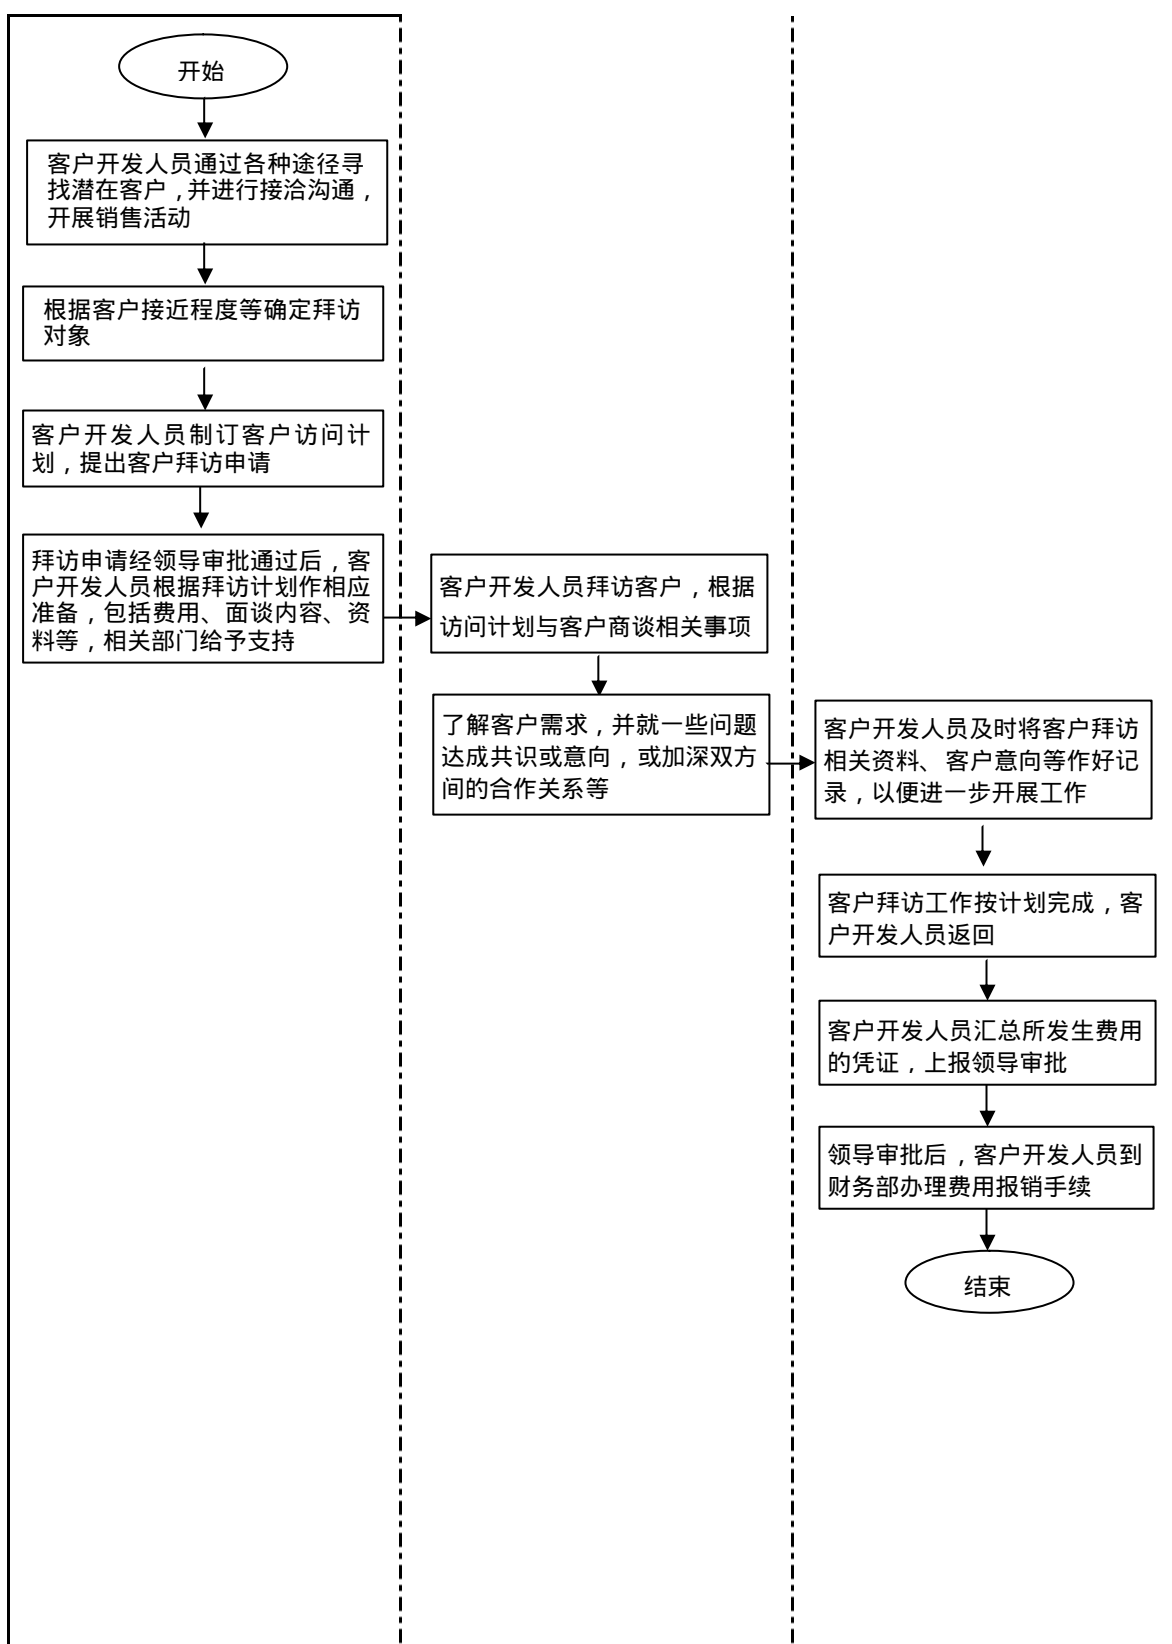 开始
客户开发人员通过各种途径寻
找潜在客户，并进行接洽沟通，
开展销售活动
根据客户接近程度等确定拜访
对象
客户开发人员制订客户访问计
划，提出客户拜访申请
拜访申请经领导审批通过后，客
户开发人员根据拜访计划作相应
准备，包括费用、面谈内容、资
料等，相关部门给予支持
客户开发人员拜访客户，根据
访问计划与客户商谈相关事项
了解客户需求，并就一些问题
达成共识或意向，或加深双方
间的合作关系等
客户开发人员及时将客户拜访
相关资料、客户意向等作好记
录，以便进一步开展工作
客户拜访工作按计划完成，客
户开发人员返回
客户开发人员汇总所发生费用
的凭证，上报领导审批
领导审批后，客户开发人员到
财务部办理费用报销手续
结束